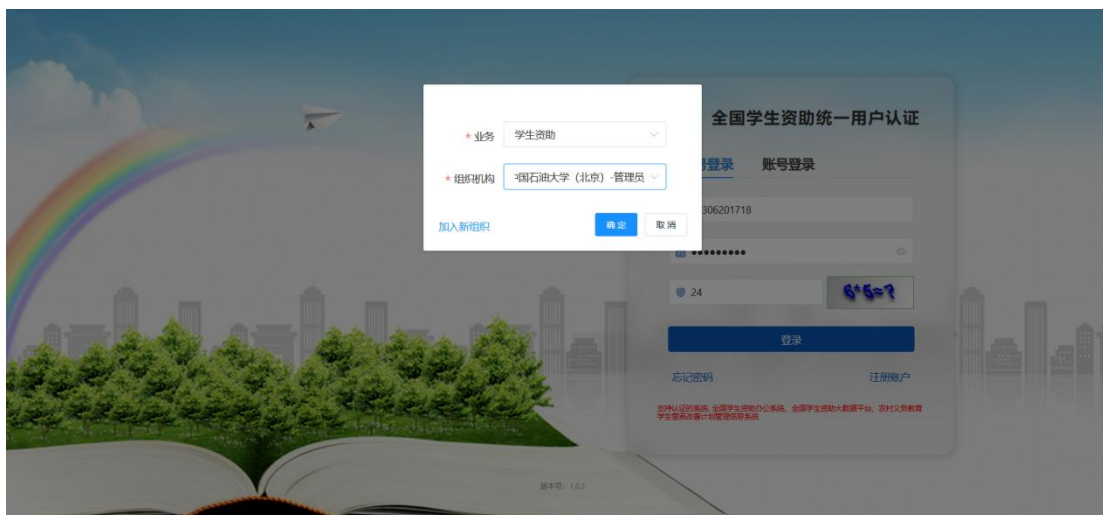 全国学生资助统一用户认证
登录
账号登录
* 业务
学生资助
* 组织机构
国石油大学（北京）-管理员
加入新组织
确 定
取 消
306201718
●●●●●●●●●
24
6*5=?
登录
忘记密码
注册账户
支持认证的系统: 全国学生资助办公系统、全国学生资助大数据平台、农村义务教育
学生营养改善计划管理信息系统
版本号：1.0.2